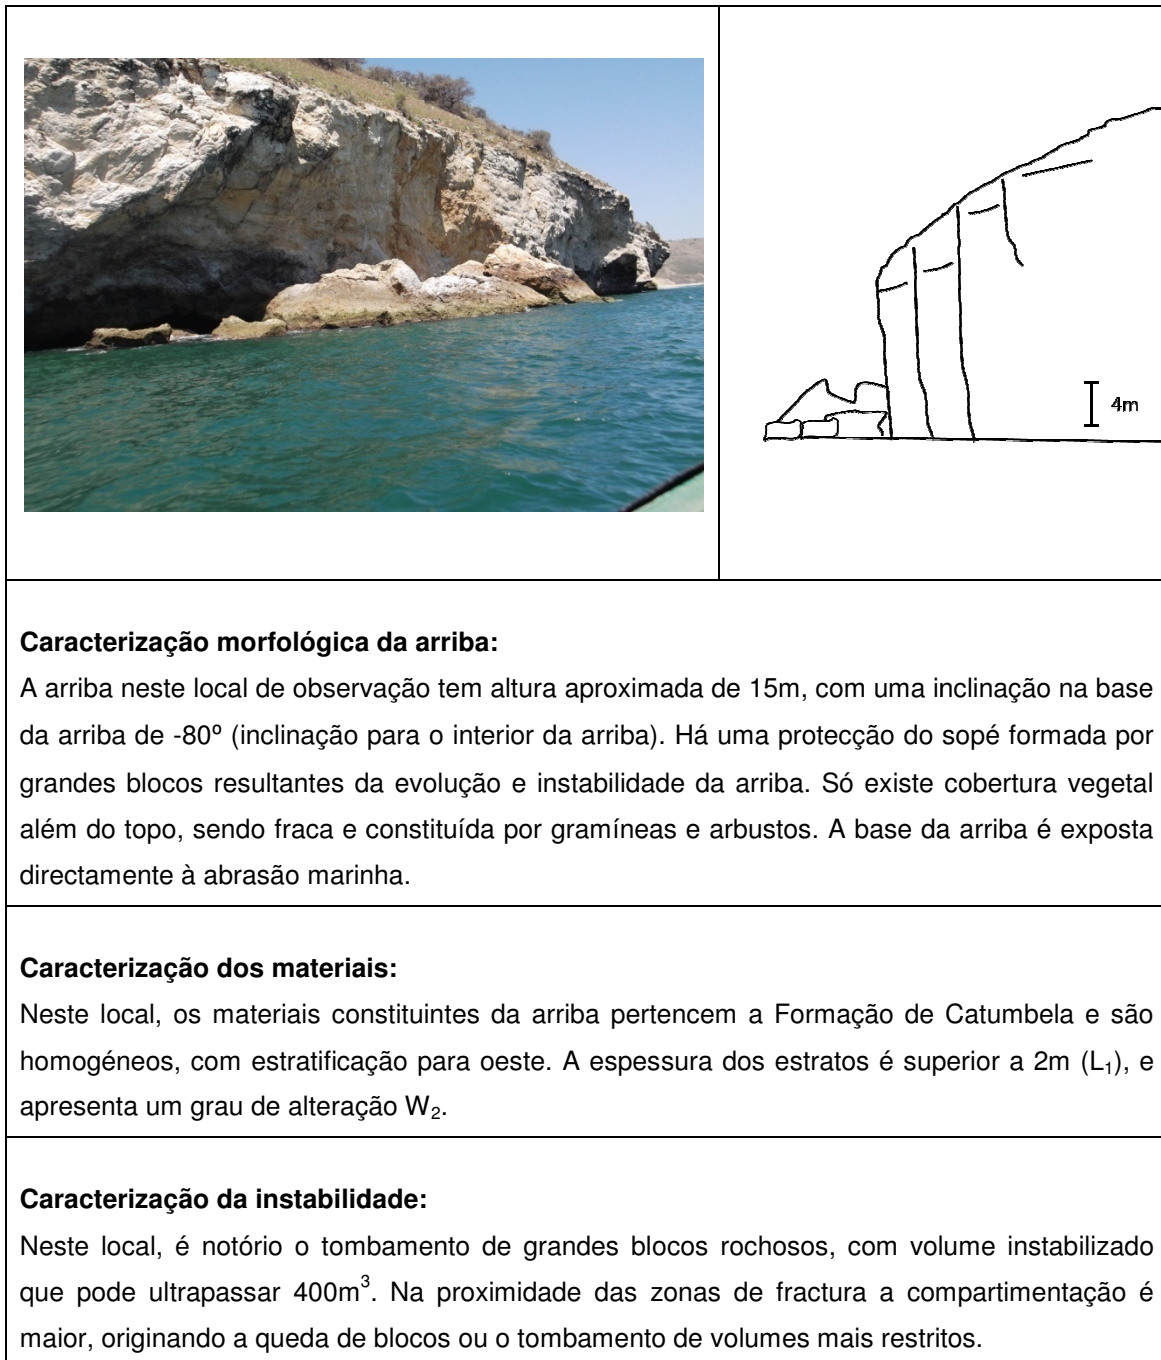 4m
Caracterização morfológica da arriba:
A arriba neste local de observação tem altura aproximada de 15m, com uma inclinação na base
da arriba de -80º (inclinação para o interior da arriba). Há uma protecção do sopé formada por
grandes blocos resultantes da evolução e instabilidade da arriba. Só existe cobertura vegetal
além do topo, sendo fraca e constituída por gramíneas e arbustos. A base da arriba é exposta
directamente à abrasão marinha.
Caracterização dos materiais:
Neste local, os materiais constituintes da arriba pertencem a Formação de Catumbela e são
homogéneos, com estratificação para oeste. A espessura dos estratos é superior a 2m (L₁), e
apresenta um grau de alteração W₂.
Caracterização da instabilidade:
Neste local, é notório o tombamento de grandes blocos rochosos, com volume instabilizado
que pode ultrapassar 400m³. Na proximidade das zonas de fractura a compartimentação é
maior, originando a queda de blocos ou o tombamento de volumes mais restritos.